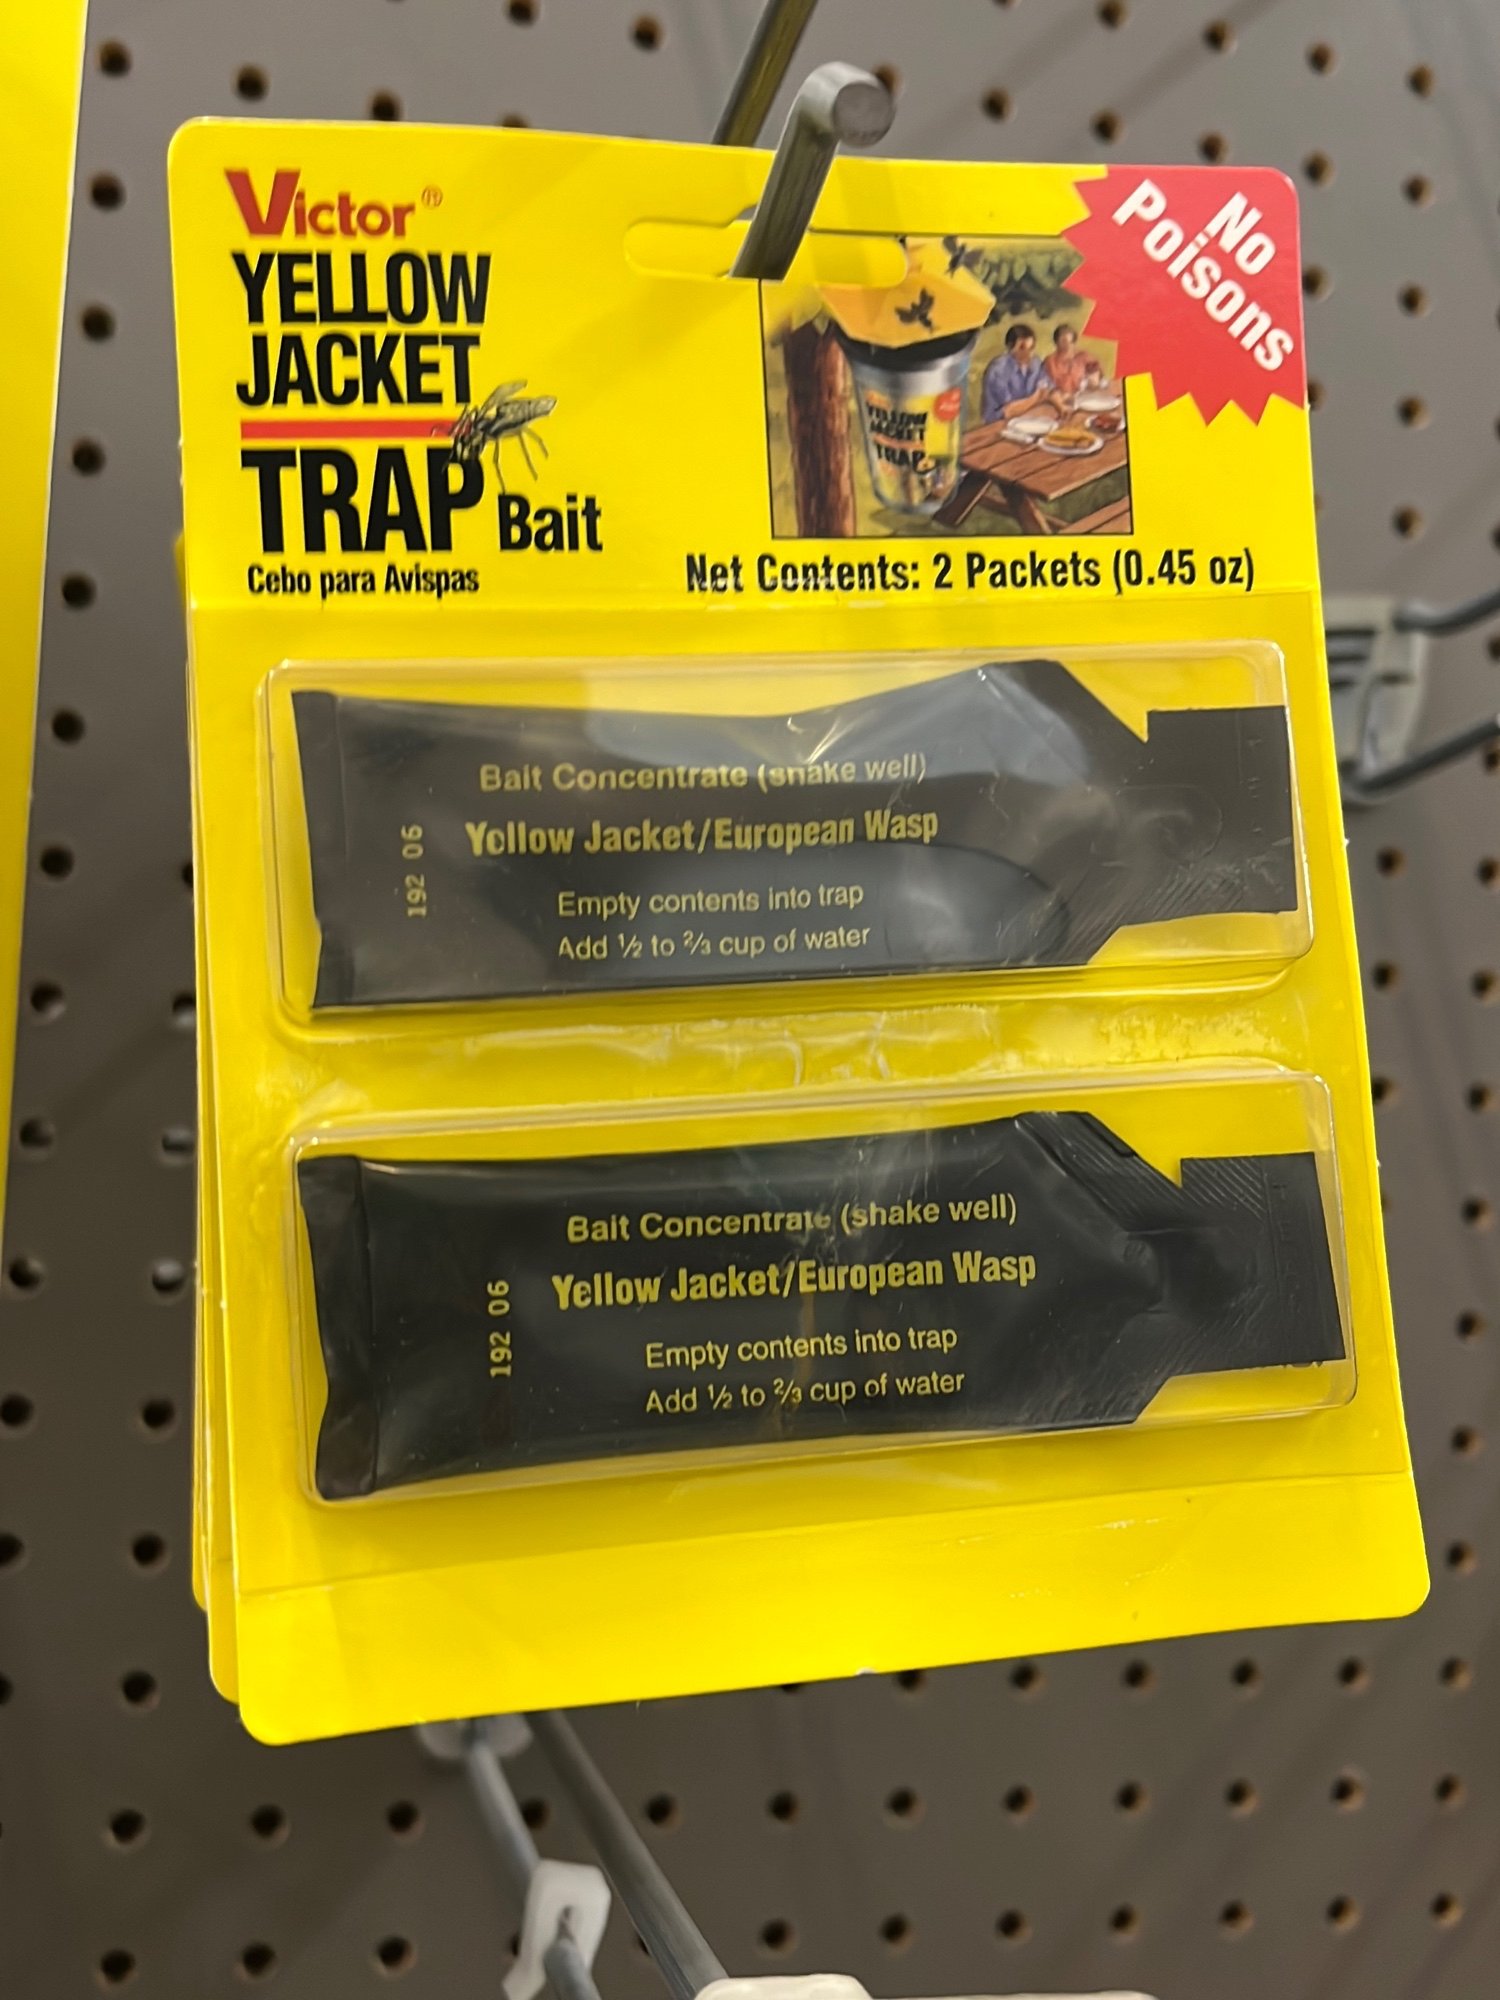 Victor®
YELLOW
JACKET
TRAP Bait
Cebo para Avispas
No
Poisons
YELLOW
JACKET
TRAP
Net Contents: 2 Packets (0.45 oz)
Bait Concentrate (shake well)
Yellow Jacket/European Wasp
Empty contents into trap
Add ½ to ⅔ cup of water
192 06
Bait Concentrate (shake well)
Yellow Jacket/European Wasp
Empty contents into trap
Add ½ to ⅔ cup of water
192 06